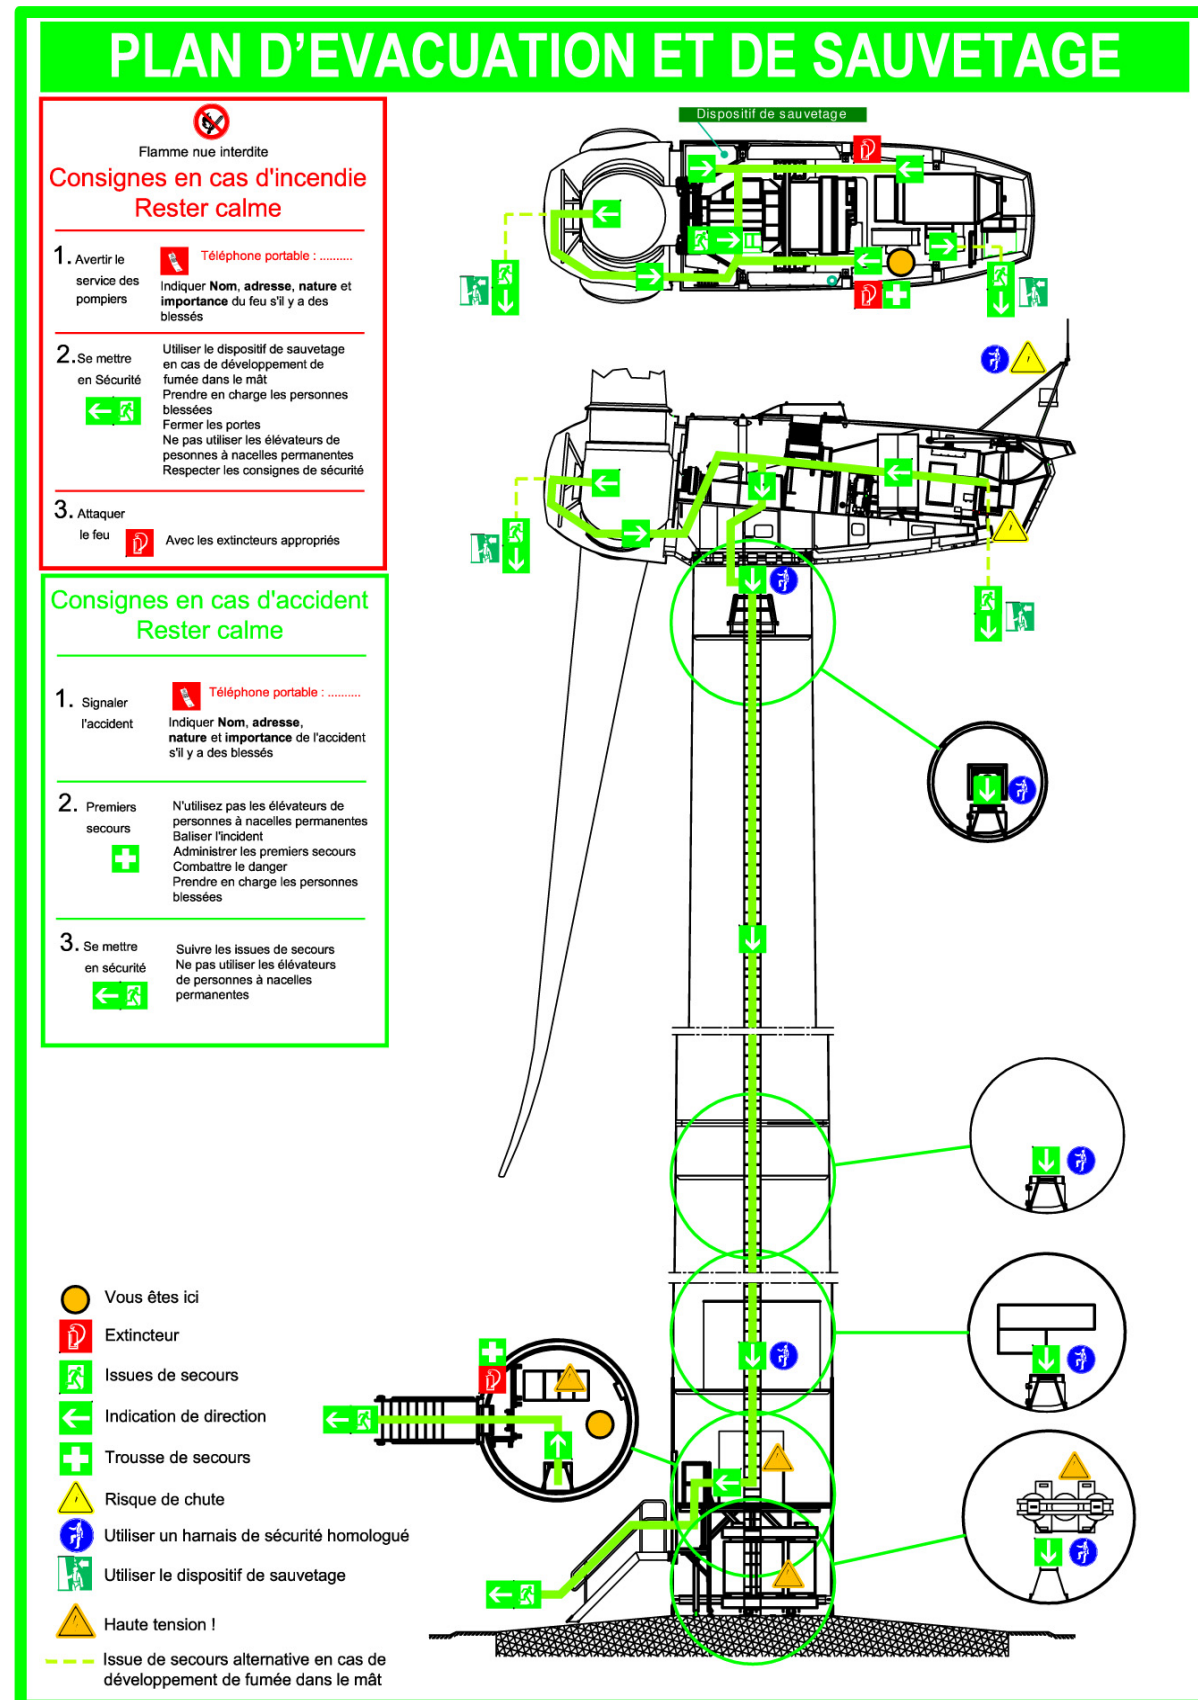 PLAN D'EVACUATION ET DE SAUVETAGE
Flamme nue interdite
Consignes en cas d'incendie
Rester calme
1. Avertir le
service des
pompiers
Téléphone portable : ..........
Indiquer Nom, adresse, nature et
importance du feu s'il y a des
blessés
2. Se mettre
en Sécurité
Utiliser le dispositif de sauvetage
en cas de développement de
fumée dans le mât
Prendre en charge les personnes
blessées
Fermer les portes
Ne pas utiliser les élévateurs de
pesonnes à nacelles permanentes
Respecter les consignes de sécurité
3. Attaquer
le feu
Avec les extincteurs appropriés
Consignes en cas d'accident
Rester calme
1. Signaler
l'accident
Téléphone portable : ..........
Indiquer Nom, adresse,
nature et importance de l'accident
s'il y a des blessés
2. Premiers
secours
N'utilisez pas les élévateurs de
personnes à nacelles permanentes
Baliser l'incident
Administrer les premiers secours
Combattre le danger
Prendre en charge les personnes
blessées
3. Se mettre
en sécurité
Suivre les issues de secours
Ne pas utiliser les élévateurs
de personnes à nacelles
permanentes
Dispositif de sauvetage
Vous êtes ici
Extincteur
Issues de secours
Indication de direction
Trousse de secours
Risque de chute
Utiliser un harnais de sécurité homologué
Utiliser le dispositif de sauvetage
Haute tension !
Issue de secours alternative en cas de
développement de fumée dans le mât